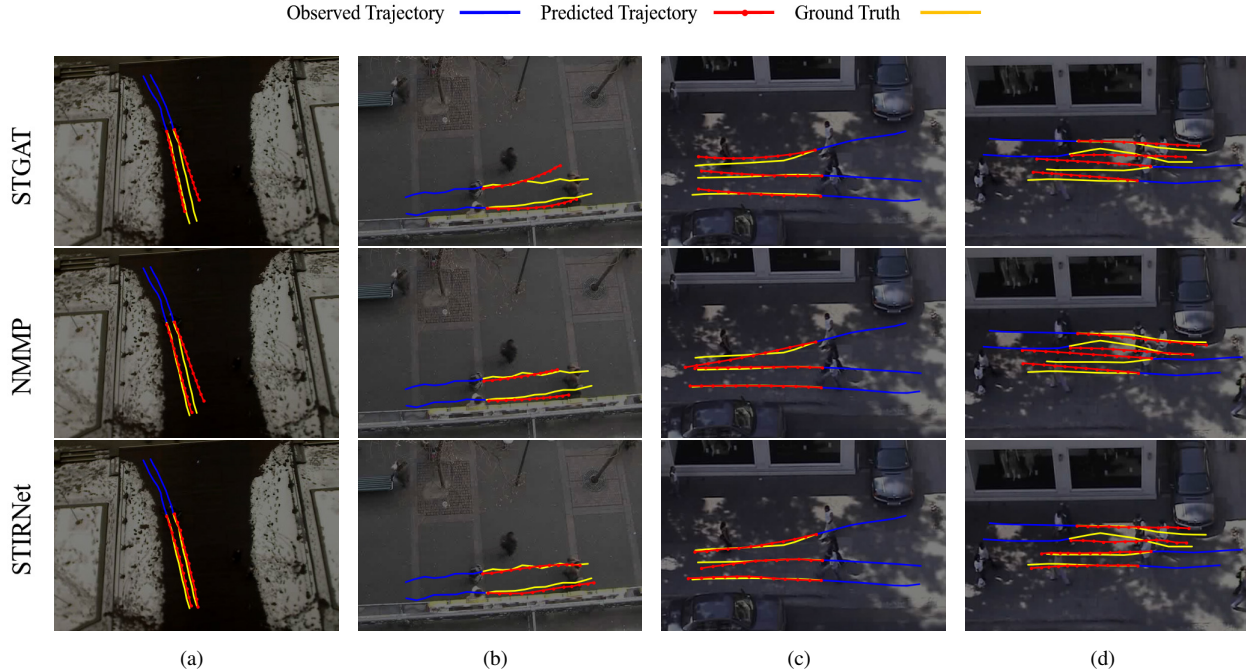 Observed Trajectory Predicted Trajectory Ground Truth
STGAT
NMMP
STIRNet
(a) (b) (c) (d)